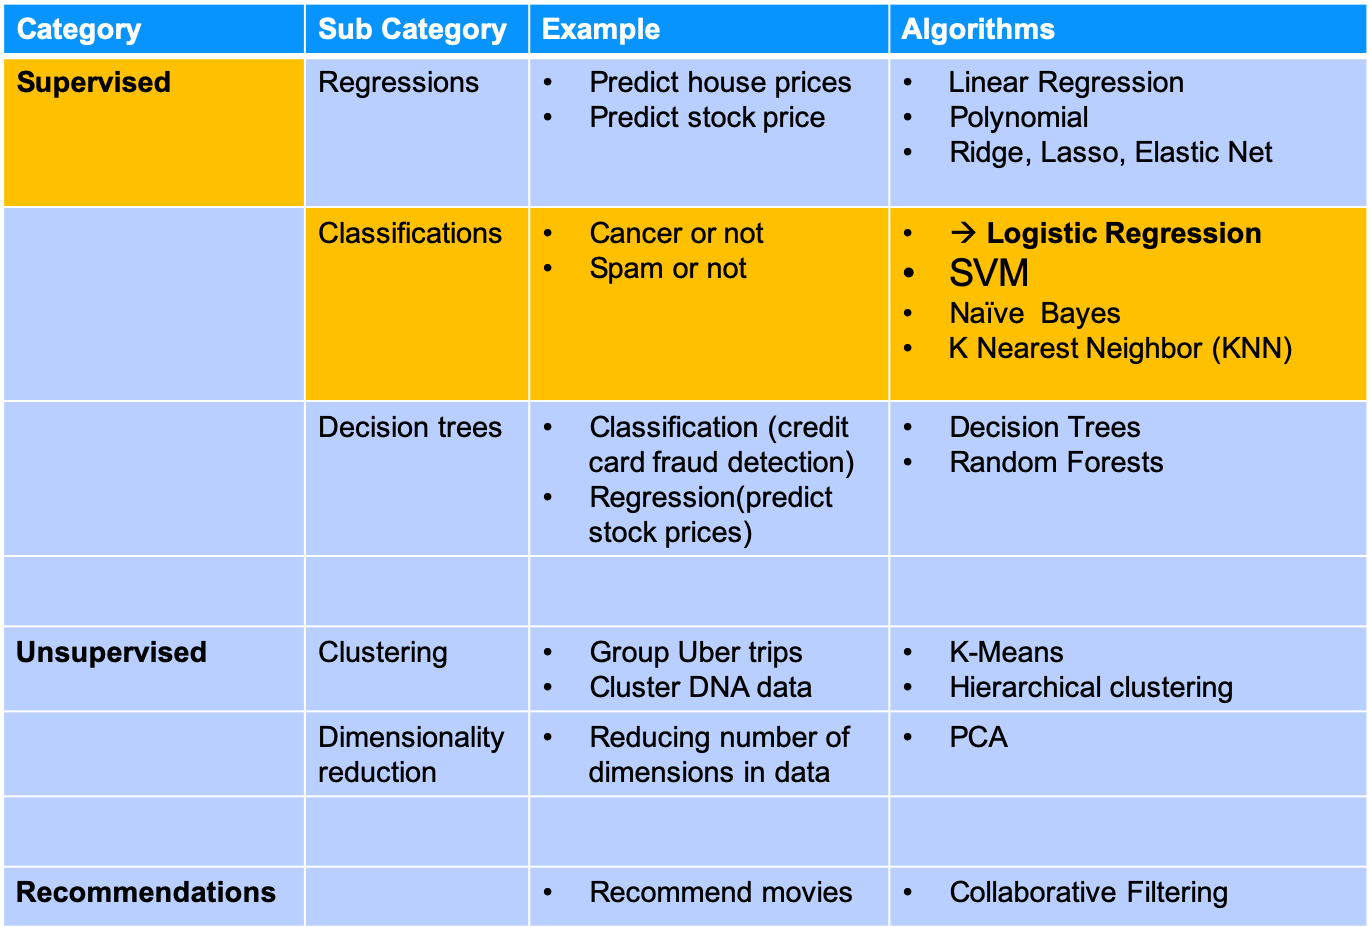 Category Sub Category Example Algorithms
Supervised Regressions • Predict house prices • Linear Regression
• Predict stock price • Polynomial
• Ridge, Lasso, Elastic Net
Classifications • Cancer or not • → Logistic Regression
• Spam or not • SVM
• Naïve  Bayes
• K Nearest Neighbor (KNN)
Decision trees • Classification (credit • Decision Trees
card fraud detection) • Random Forests
• Regression(predict
stock prices)
Unsupervised Clustering • Group Uber trips • K-Means
• Cluster DNA data • Hierarchical clustering
Dimensionality • Reducing number of • PCA
reduction dimensions in data
Recommendations • Recommend movies • Collaborative Filtering